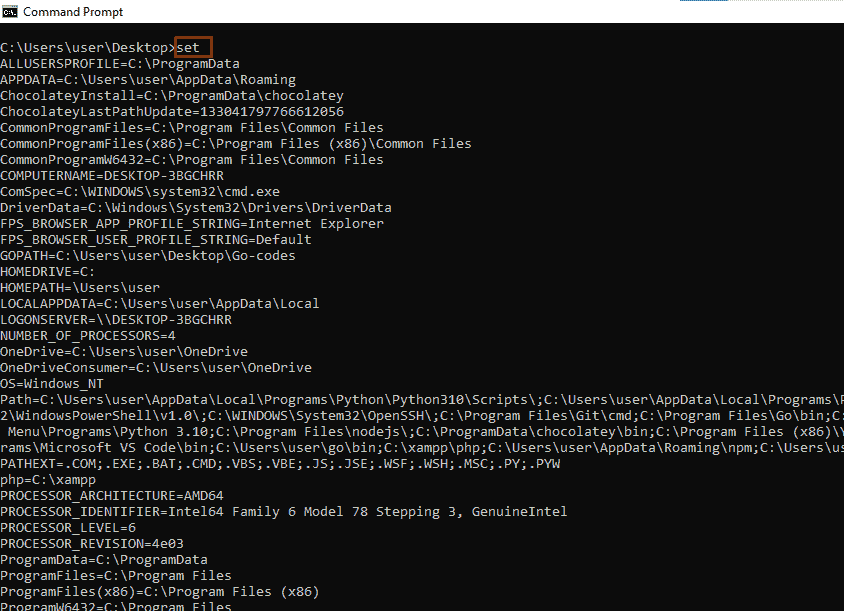 Command Prompt
C:\Users\user\Desktop>set
ALLUSERSPROFILE=C:\ProgramData
APPDATA=C:\Users\user\AppData\Roaming
ChocolateyInstall=C:\ProgramData\chocolatey
ChocolateyLastPathUpdate=133041797766612056
CommonProgramFiles=C:\Program Files\Common Files
CommonProgramFiles(x86)=C:\Program Files (x86)\Common Files
CommonProgramW6432=C:\Program Files\Common Files
COMPUTERNAME=DESKTOP-3BGCHRR
ComSpec=C:\WINDOWS\system32\cmd.exe
DriverData=C:\Windows\System32\Drivers\DriverData
FPS_BROWSER_APP_PROFILE_STRING=Internet Explorer
FPS_BROWSER_USER_PROFILE_STRING=Default
GOPATH=C:\Users\user\Desktop\Go-codes
HOMEDRIVE=C:
HOMEPATH=\Users\user
LOCALAPPDATA=C:\Users\user\AppData\Local
LOGONSERVER=\\DESKTOP-3BGCHRR
NUMBER_OF_PROCESSORS=4
OneDrive=C:\Users\user\OneDrive
OneDriveConsumer=C:\Users\user\OneDrive
OS=Windows_NT
Path=C:\Users\user\AppData\Local\Programs\Python\Python310\Scripts\;C:\Users\user\AppData\Local\Programs\
2\WindowsPowerShell\v1.0\;C:\WINDOWS\System32\OpenSSH\;C:\Program Files\Git\cmd;C:\Program Files\Go\bin;C:
Menu\Programs\Python 3.10;C:\Program Files\nodejs\;C:\ProgramData\chocolatey\bin;C:\Program Files (x86)\
rams\Microsoft VS Code\bin;C:\Users\user\go\bin;C:\xampp\php;C:\Users\user\AppData\Roaming\npm;C:\Users\us
PATHEXT=.COM;.EXE;.BAT;.CMD;.VBS;.VBE;.JS;.JSE;.WSF;.WSH;.MSC;.PY;.PYW
php=C:\xampp
PROCESSOR_ARCHITECTURE=AMD64
PROCESSOR_IDENTIFIER=Intel64 Family 6 Model 78 Stepping 3, GenuineIntel
PROCESSOR_LEVEL=6
PROCESSOR_REVISION=4e03
ProgramData=C:\ProgramData
ProgramFiles=C:\Program Files
ProgramFiles(x86)=C:\Program Files (x86)
ProgramW6432=C:\Program Files